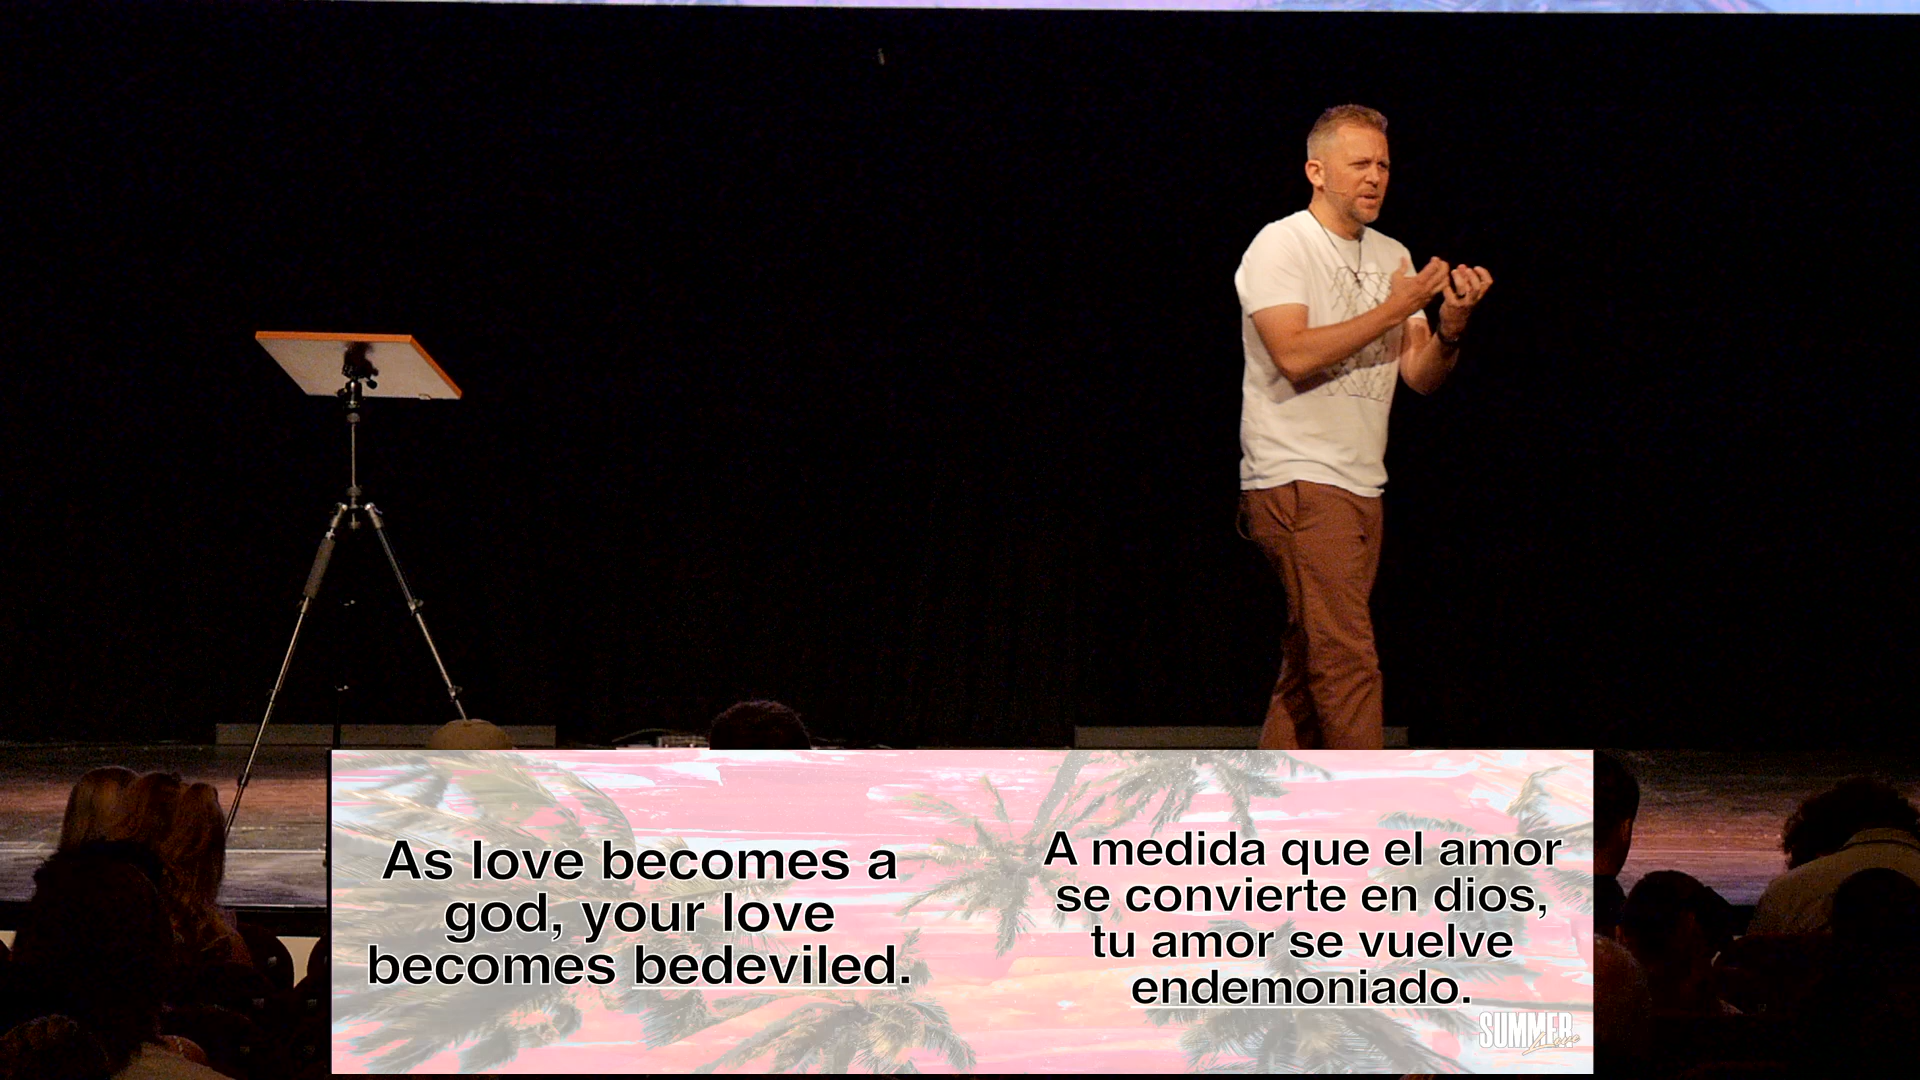 As love becomes a
god, your love
becomes bedeviled.
A medida que el amor
se convierte en dios,
tu amor se vuelve
endemoniado.
SUMMER
Love